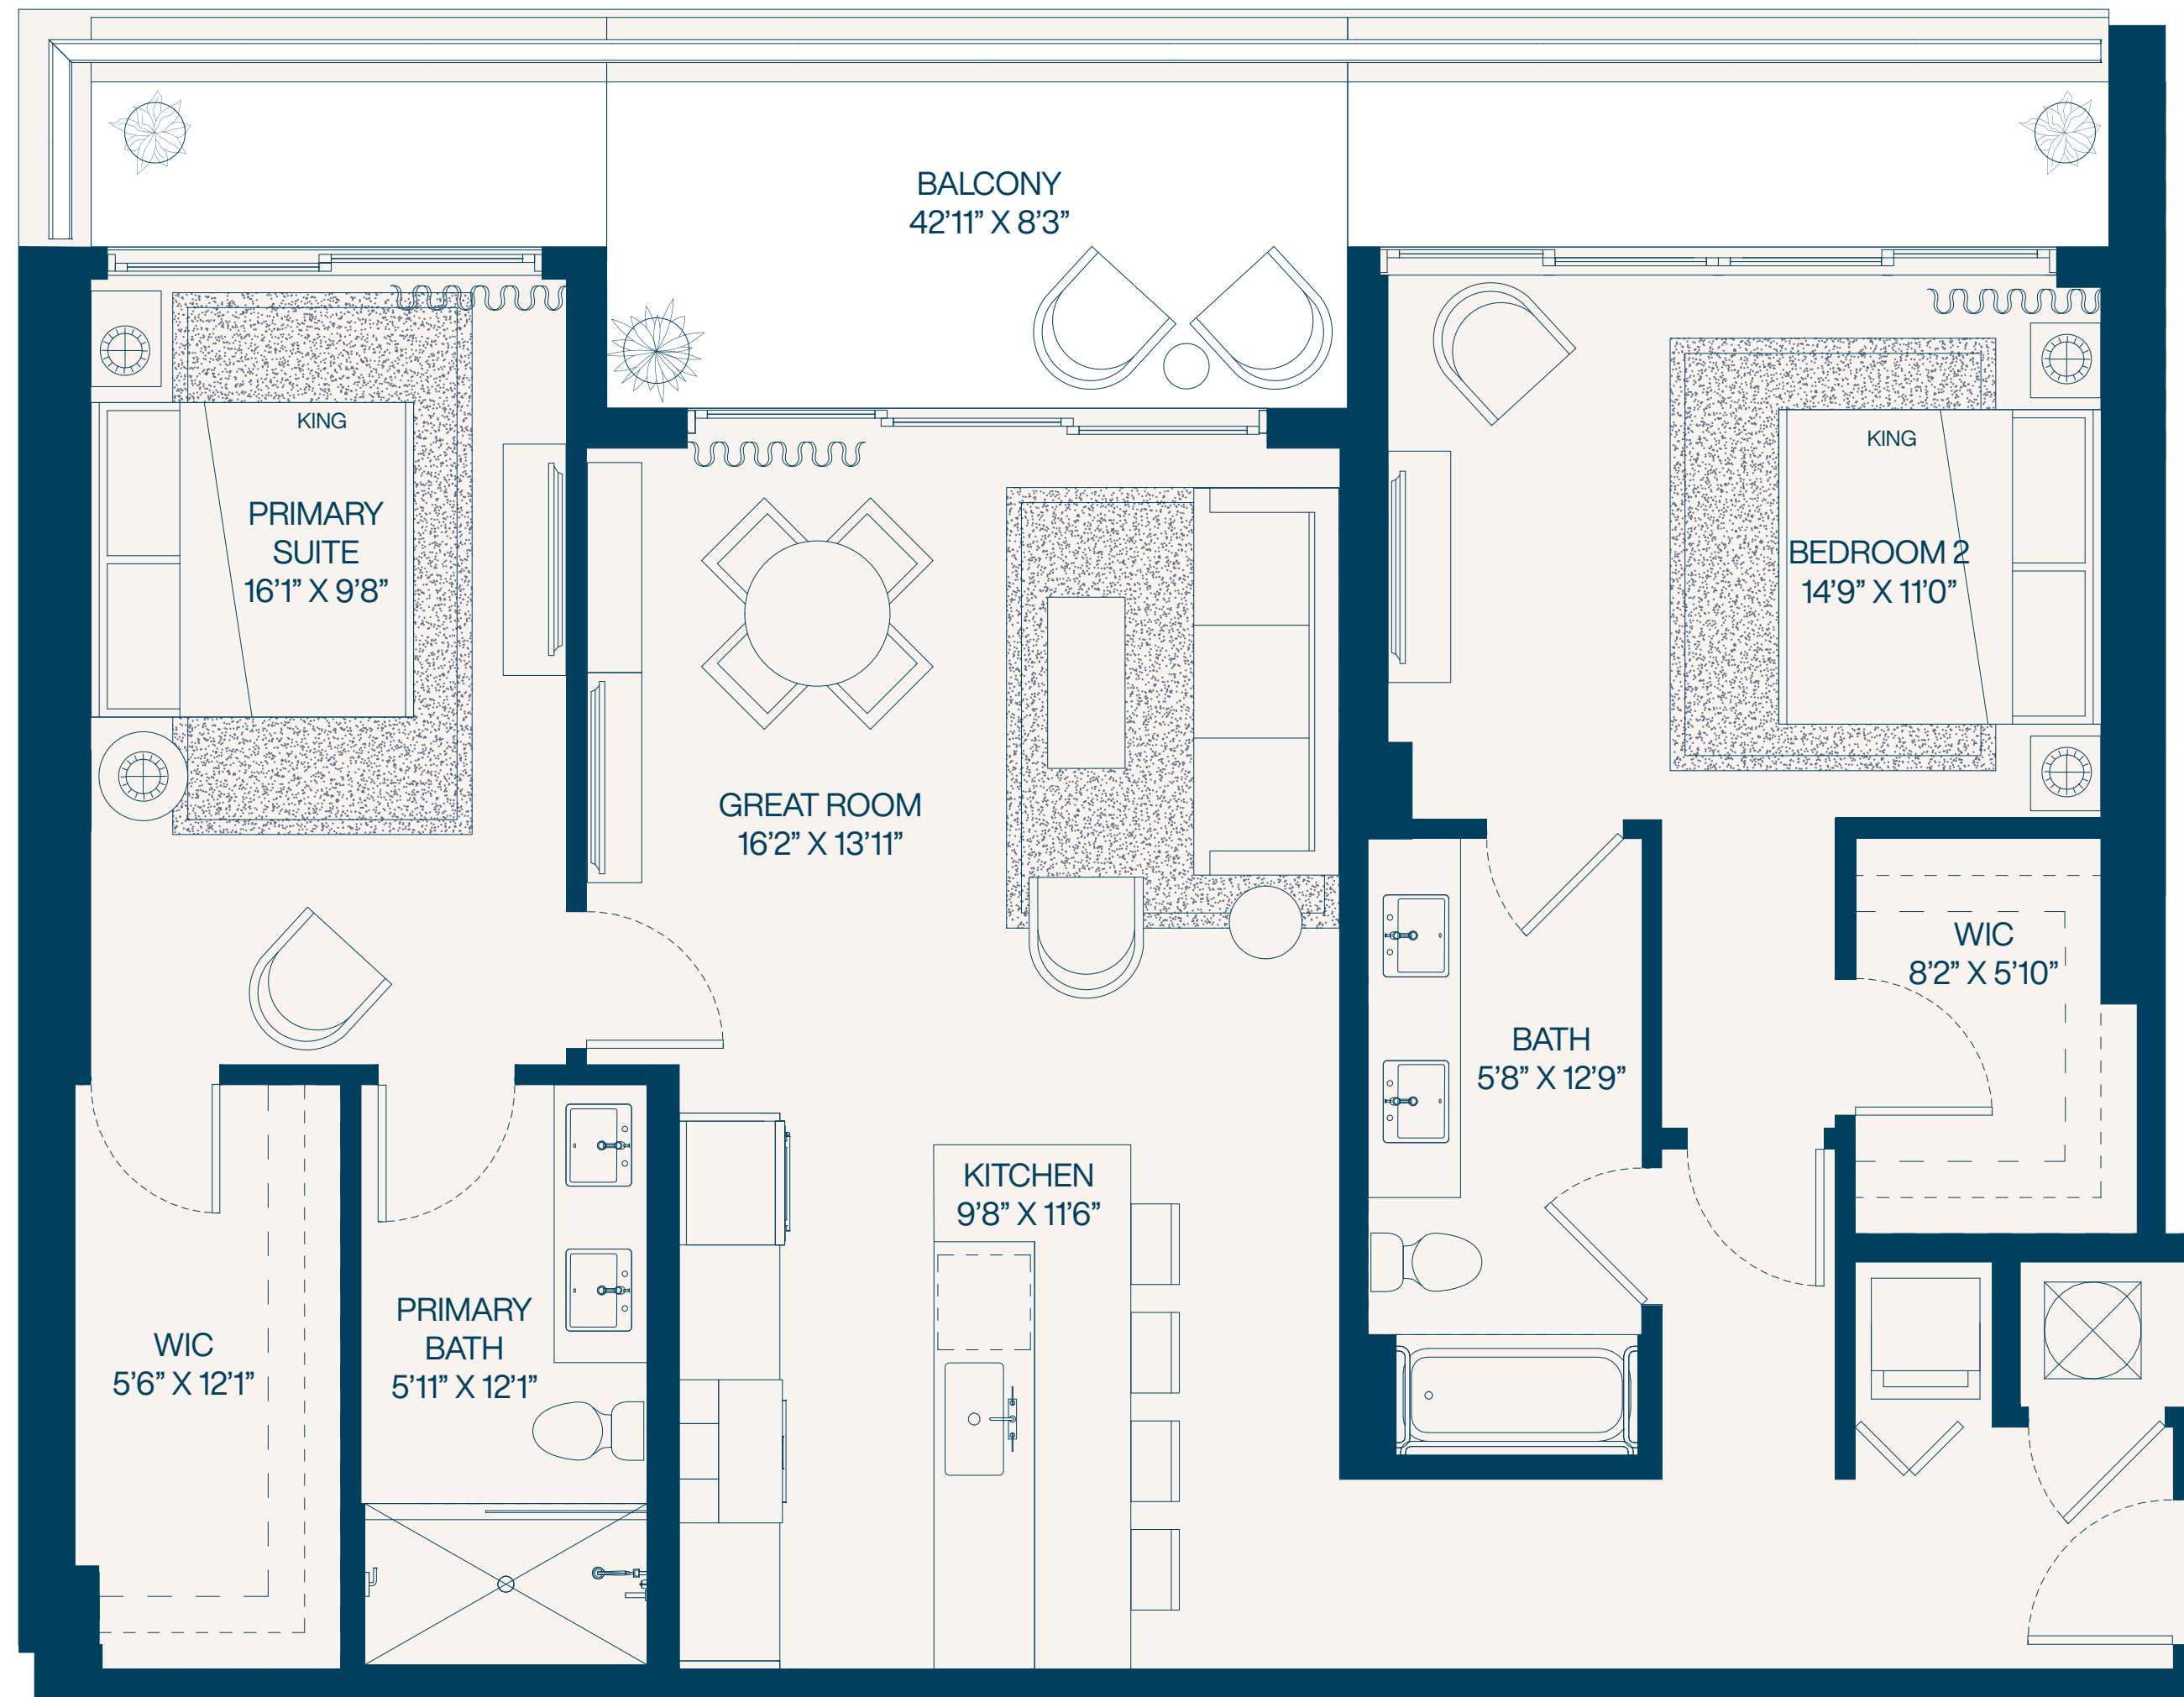 BALCONY
42’11” X 8’3”
KING
PRIMARY
SUITE
16’1” X 9’8”
KING
BEDROOM 2
14’9” X 11’0”
GREAT ROOM
16’2” X 13’11”
WIC
8’2” X 5’10”
BATH
5’8” X 12’9”
KITCHEN
9’8” X 11’6”
PRIMARY
BATH
5’11” X 12’1”
WIC
5’6” X 12’1”